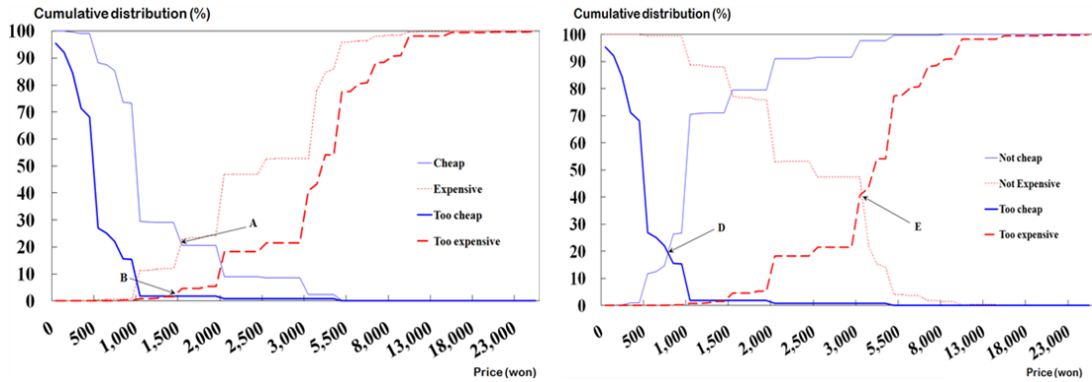 Cumulative distribution (%)
100
90
80
70
60
50
40
30
20
10
0
Cheap
Expensive
Too cheap
Too expensive
A
B
0
500
1,000
1,500
2,000
2,500
3,000
5,500
8,000
13,000
18,000
23,000
Price (won)
Cumulative distribution (%)
100
90
80
70
60
50
40
30
20
10
0
Not cheap
Not Expensive
Too cheap
Too expensive
D
E
0
500
1,000
1,500
2,000
2,500
3,000
5,500
8,000
13,000
18,000
23,000
Price (won)